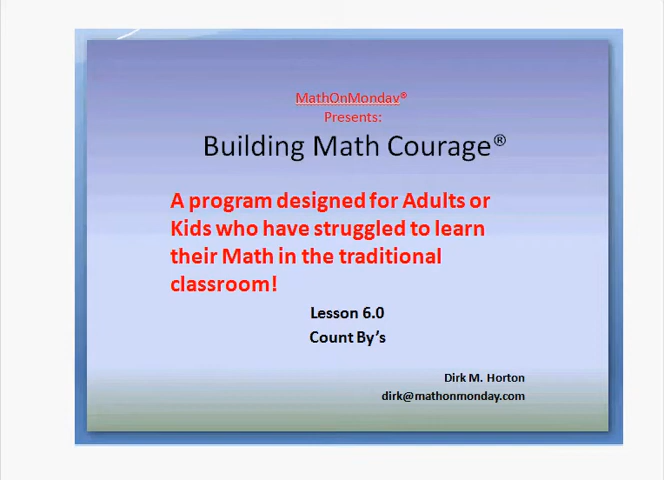 MathOnMonday®
Presents:
Building Math Courage®
A program designed for Adults or
Kids who have struggled to learn
their Math in the traditional
classroom!
Lesson 6.0
Count By's
Dirk M. Horton
dirk@mathonmonday.com